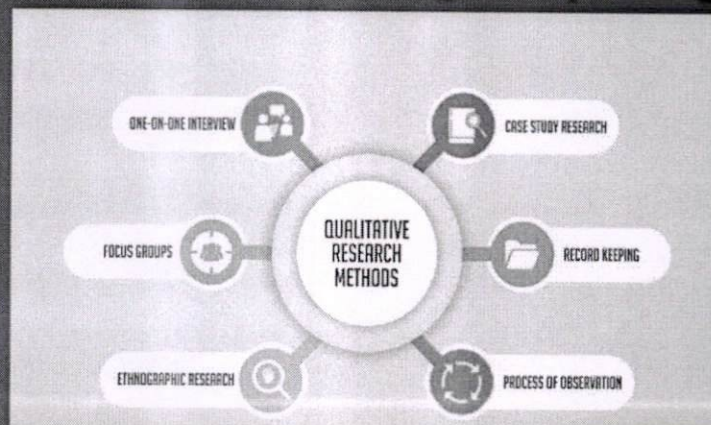 ONE-ON-ONE INTERVIEW
CASE STUDY RESEARCH
FOCUS GROUPS
QUALITATIVE
RESEARCH
METHODS
RECORD KEEPING
ETHNOGRAPHIC RESEARCH
PROCESS OF OBSERVATION